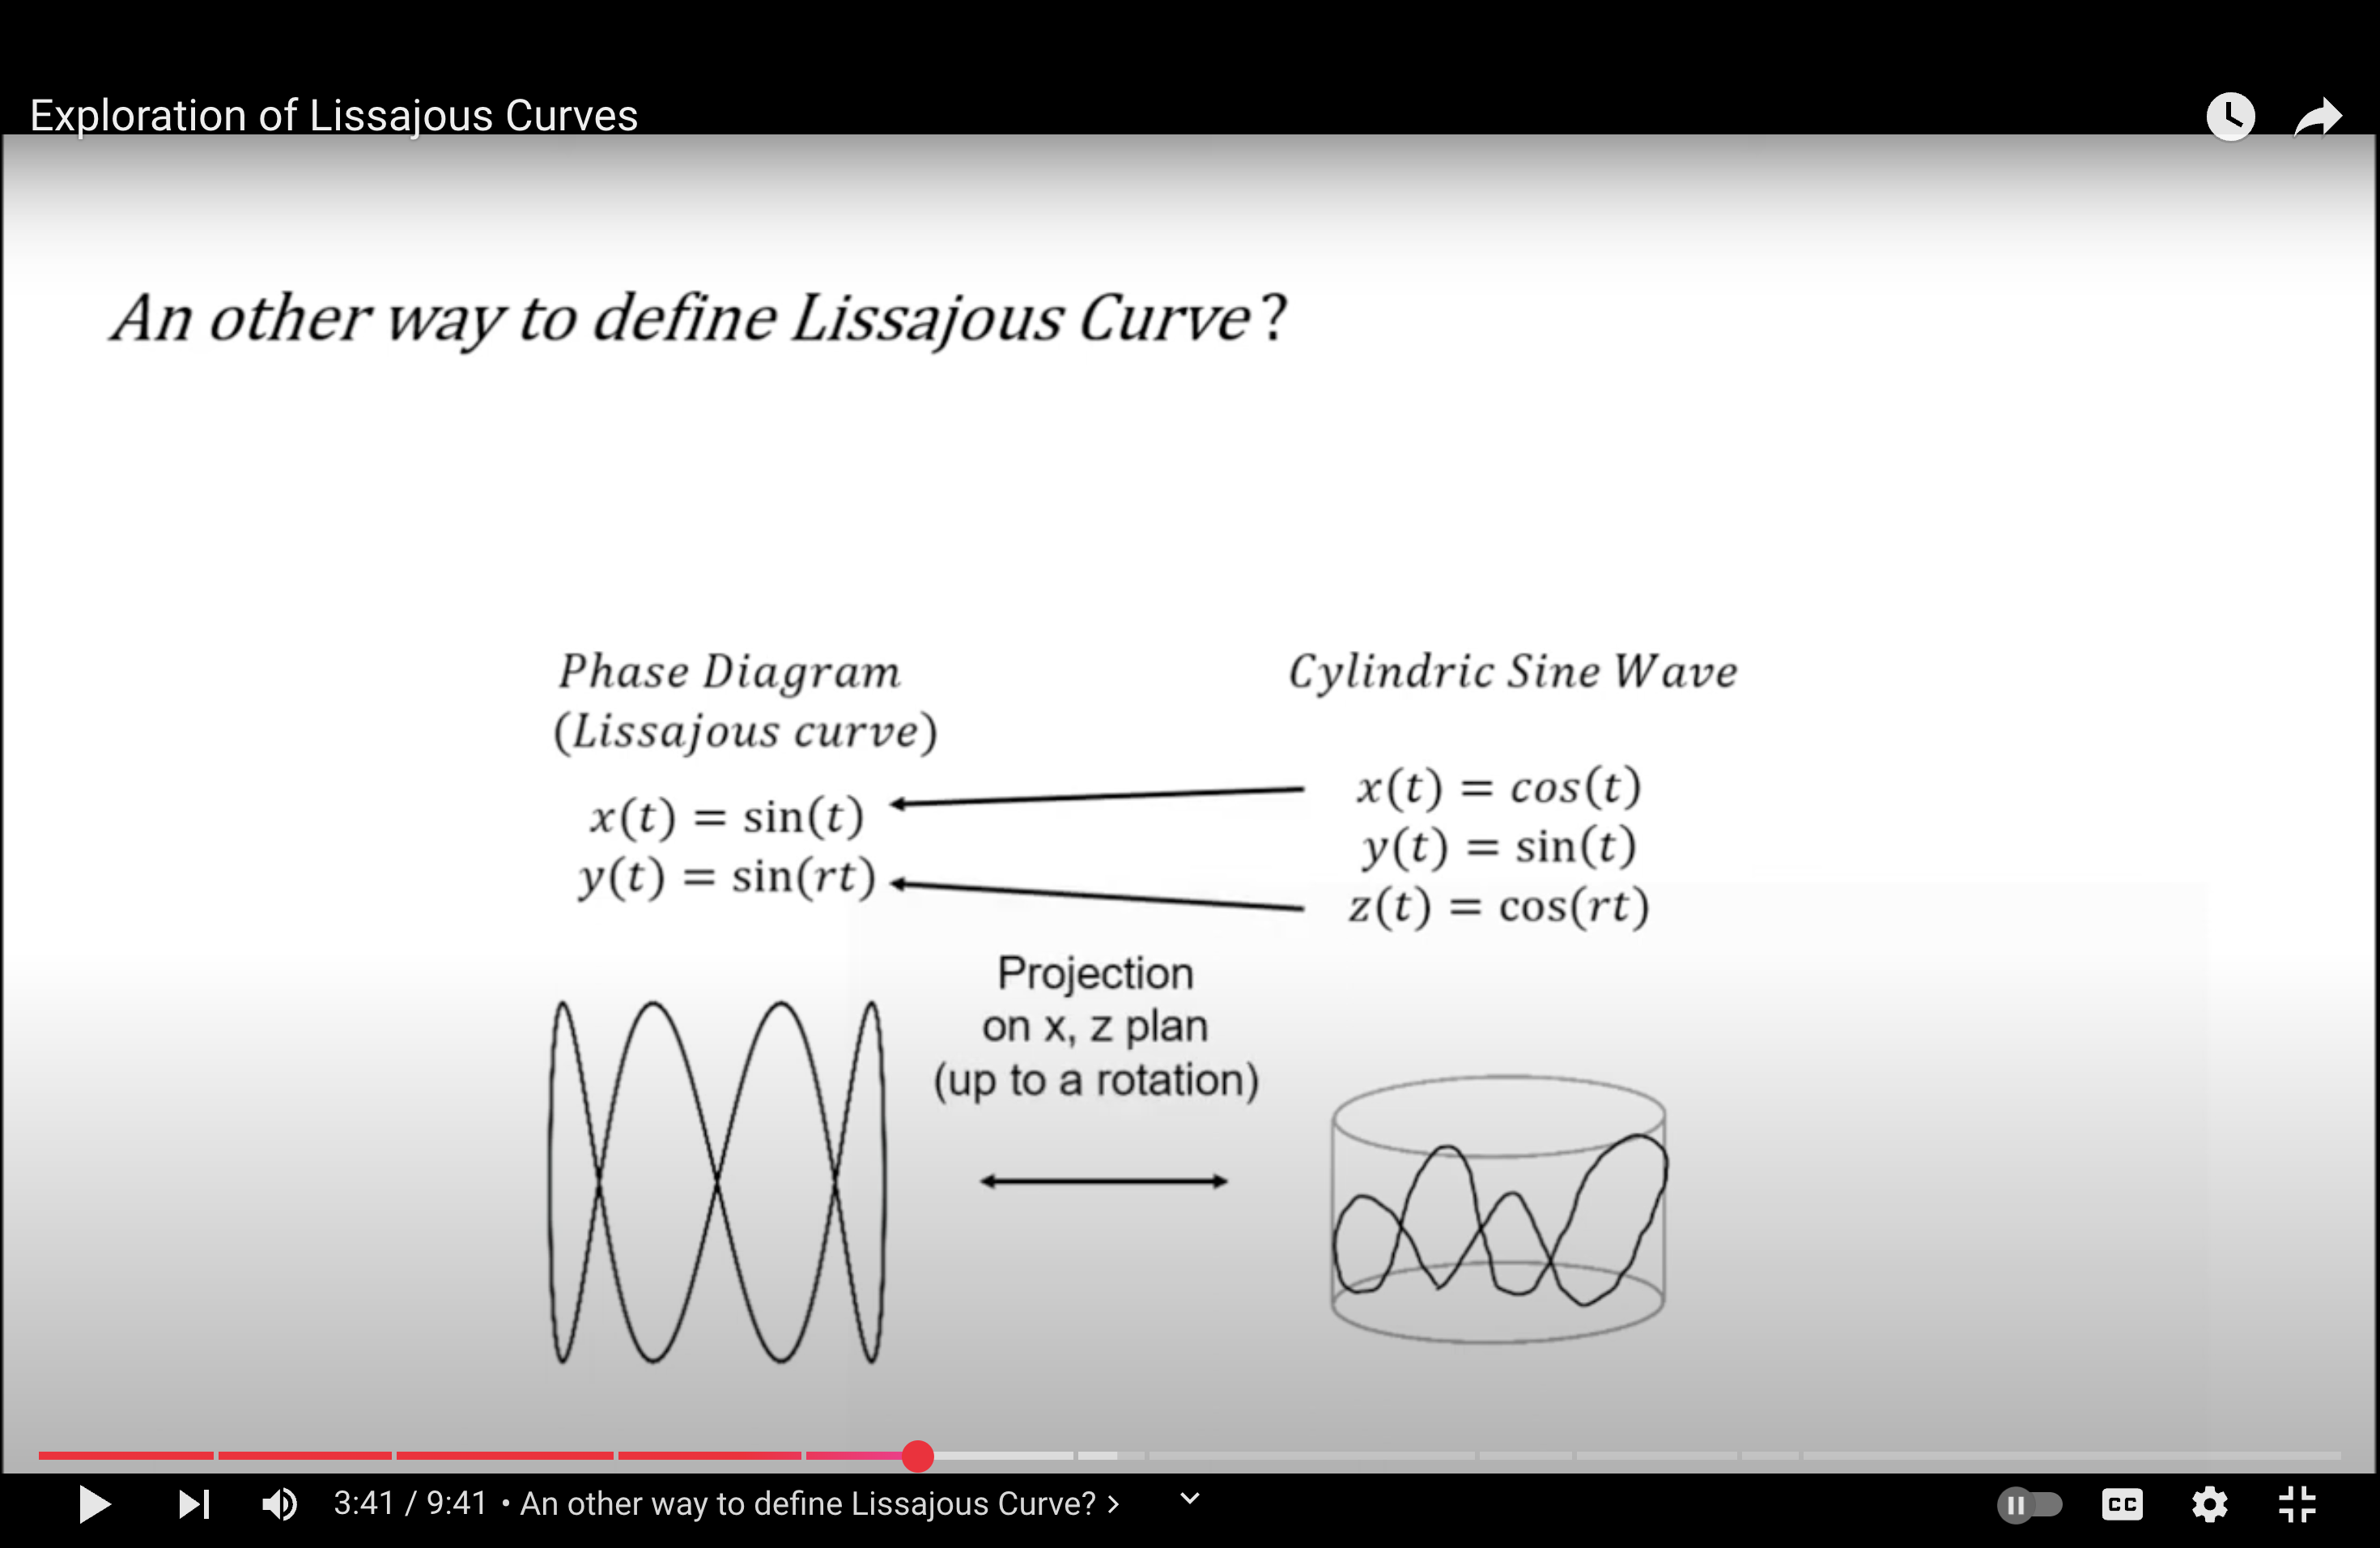 Exploration of Lissajous Curves
An other way to define Lissajous Curve?
Phase Diagram
(Lissajous curve)
x(t) = sin(t)
y(t) = sin(rt)
Cylindric Sine Wave
x(t) = cos(t)
y(t) = sin(t)
z(t) = cos(rt)
Projection
on x, z plan
(up to a rotation)
3:41 / 9:41 • An other way to define Lissajous Curve? >
CC